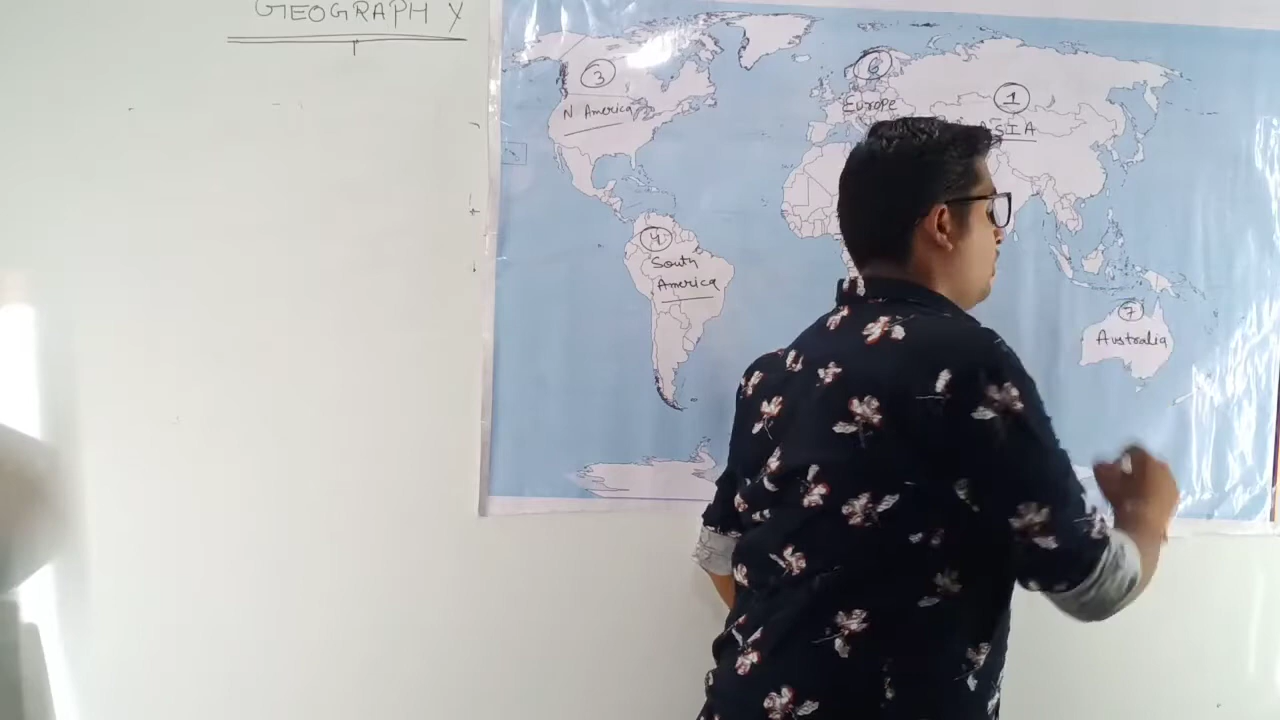 GEOGRAPHY
3
N America
6
Europe
1
ASIA
4
South
America
7
Australia